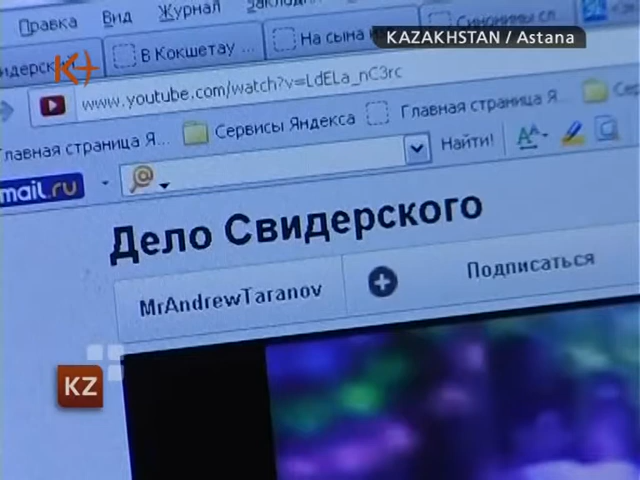 Правка Вид Журнал Закладки
KAZAKHSTAN / Astana
K+
В Кокшетау ...
На сына и
www.youtube.com/watch?v=LdELa_nC3rc
Главная страница Я...
Сервисы Яндекса
Главная страница Я...
mail.ru
Найти!
Дело Свидерского
MrAndrewTaranov
Подписаться
KZ